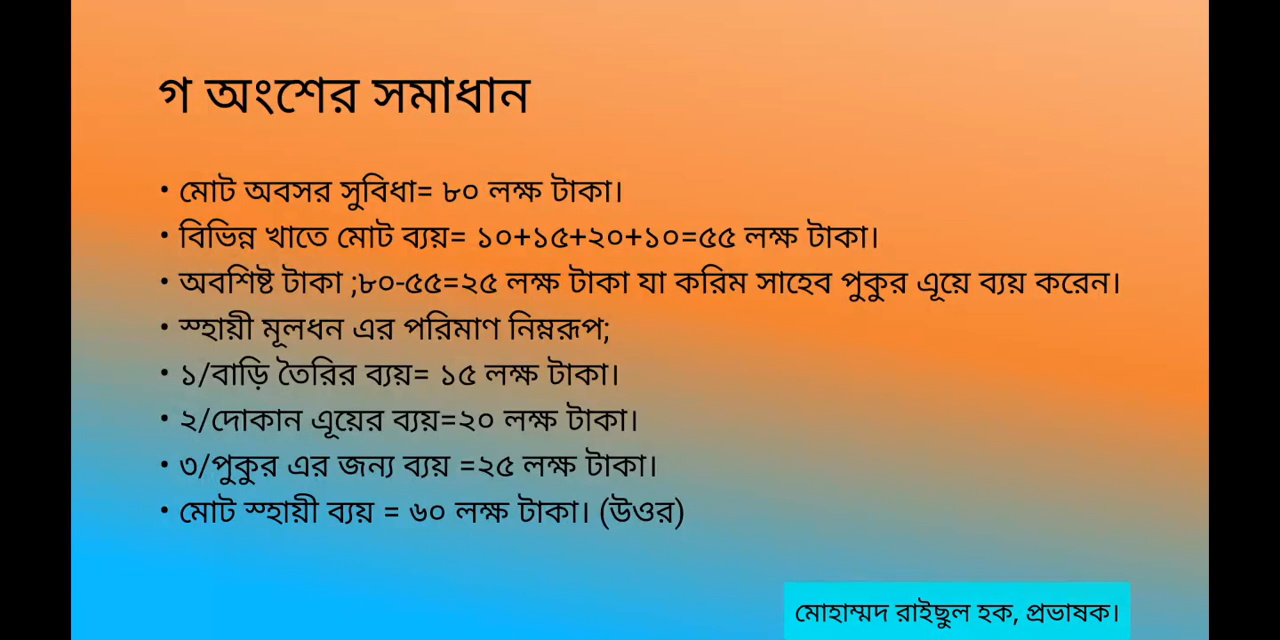 গ অংশের সমাধান
• মোট অবসর সুবিধা= ৮০ লক্ষ টাকা।
• বিভিন্ন খাতে মোট ব্যয়= ১০+১৫+২০+১০=৫৫ লক্ষ টাকা।
• অবশিষ্ট টাকা ;৮০-৫৫=২৫ লক্ষ টাকা যা করিম সাহেব পুকুর এূয়ে ব্যয় করেন।
• স্হায়ী মূলধন এর পরিমাণ নিম্নরূপ;
• ১/বাড়ি তৈরির ব্যয়= ১৫ লক্ষ টাকা।
• ২/দোকান এূয়ের ব্যয়=২০ লক্ষ টাকা।
• ৩/পুকুর এর জন্য ব্যয় =২৫ লক্ষ টাকা।
• মোট স্হায়ী ব্যয় = ৬০ লক্ষ টাকা। (উওর)
মোহাম্মদ রাইছুল হক, প্রভাষক।